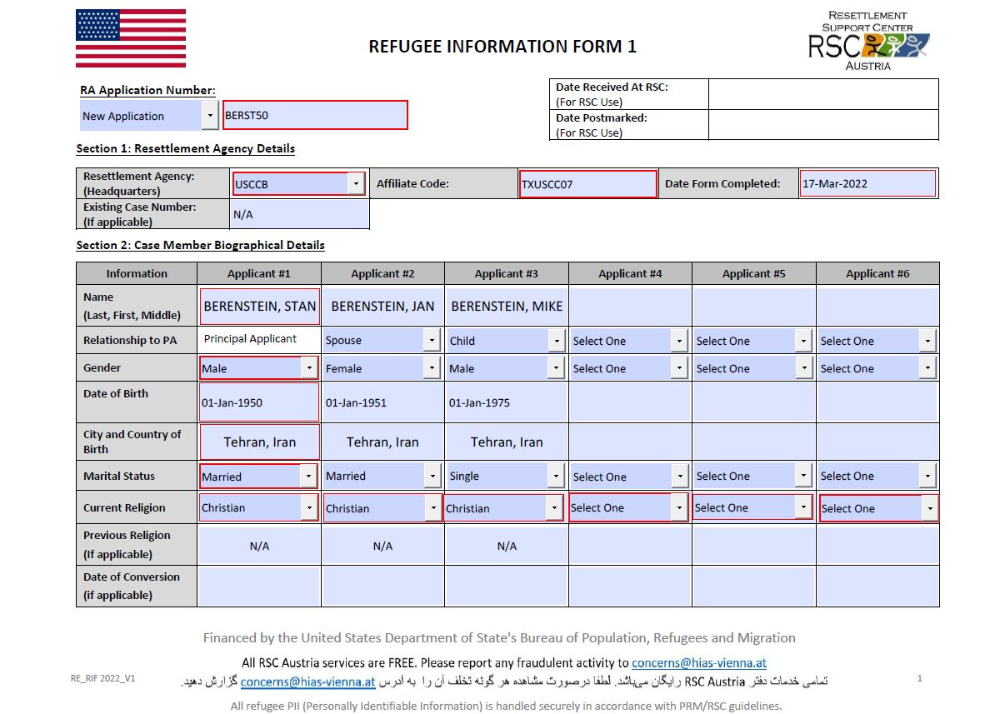 RESETTLEMENT
SUPPORT CENTER
RSC
AUSTRIA
REFUGEE INFORMATION FORM 1
RA Application Number:
New Application BERST50
Date Received At RSC:
(For RSC Use)
Date Postmarked:
(For RSC Use)
Section 1: Resettlement Agency Details
Resettlement Agency: (Headquarters) USCCB Affiliate Code: TXUSCC07 Date Form Completed: 17-Mar-2022
Existing Case Number: (If applicable) N/A
Section 2: Case Member Biographical Details
Information Applicant #1 Applicant #2 Applicant #3 Applicant #4 Applicant #5 Applicant #6
Name (Last, First, Middle) BERENSTEIN, STAN BERENSTEIN, JAN BERENSTEIN, MIKE
Relationship to PA Principal Applicant Spouse Child Select One Select One Select One
Gender Male Female Male Select One Select One Select One
Date of Birth 01-Jan-1950 01-Jan-1951 01-Jan-1975
City and Country of Birth Tehran, Iran Tehran, Iran Tehran, Iran
Marital Status Married Married Single Select One Select One Select One
Current Religion Christian Christian Christian Select One Select One Select One
Previous Religion (If applicable) N/A N/A N/A
Date of Conversion (if applicable)
Financed by the United States Department of State's Bureau of Population, Refugees and Migration
All RSC Austria services are FREE. Please report any fraudulent activity to concerns@hias-vienna.at
تمامی خدمات دفتر RSC Austria رایگان می‌باشد. لطفا درصورت مشاهده هر گونه تخلف آن را به آدرس concerns@hias-vienna.at گزارش دهید.
RE_RIF 2022_V1
1
All refugee PII (Personally Identifiable Information) is handled securely in accordance with PRM/RSC guidelines.